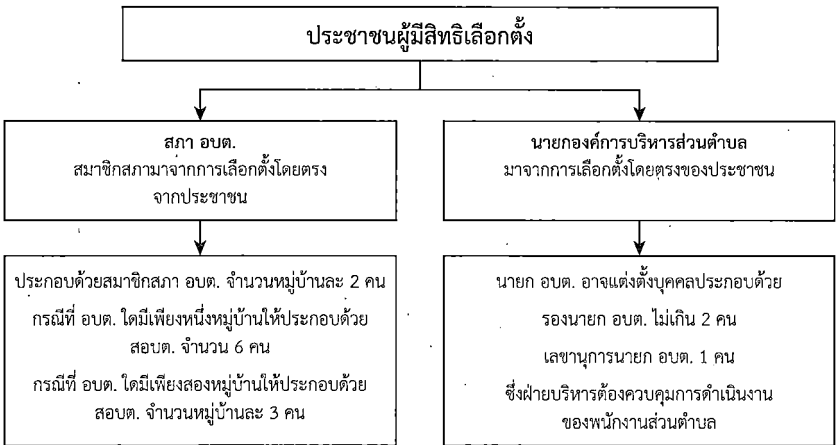 ประชาชนผู้มีสิทธิเลือกตั้ง
สภา อบต.
สมาชิกสภามาจากการเลือกตั้งโดยตรง
จากประชาชน
นายกองค์การบริหารส่วนตำบล
มาจากการเลือกตั้งโดยตรงของประชาชน
ประกอบด้วยสมาชิกสภา อบต. จำนวนหมู่บ้านละ 2 คน
กรณีที่ อบต. ใดมีเพียงหนึ่งหมู่บ้านให้ประกอบด้วย
สอบต. จำนวน 6 คน
กรณีที่ อบต. ใดมีเพียงสองหมู่บ้านให้ประกอบด้วย
สอบต. จำนวนหมู่บ้านละ 3 คน
นายก อบต. อาจแต่งตั้งบุคคลประกอบด้วย
รองนายก อบต. ไม่เกิน 2 คน
เลขานุการนายก อบต. 1 คน
ซึ่งฝ่ายบริหารต้องควบคุมการดำเนินงาน
ของพนักงานส่วนตำบล